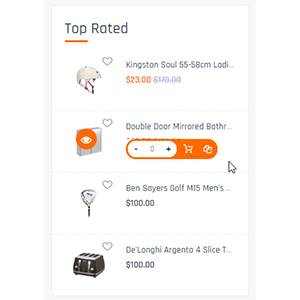 Top Rated
Kingston Soul 55-58cm Ladi...
$23.00 $170.00
Double Door Mirrored Bathr...
- 0 +
Ben Sayers Golf M15 Men's ...
$100.00
De'Longhi Argento 4 Slice T...
$100.00